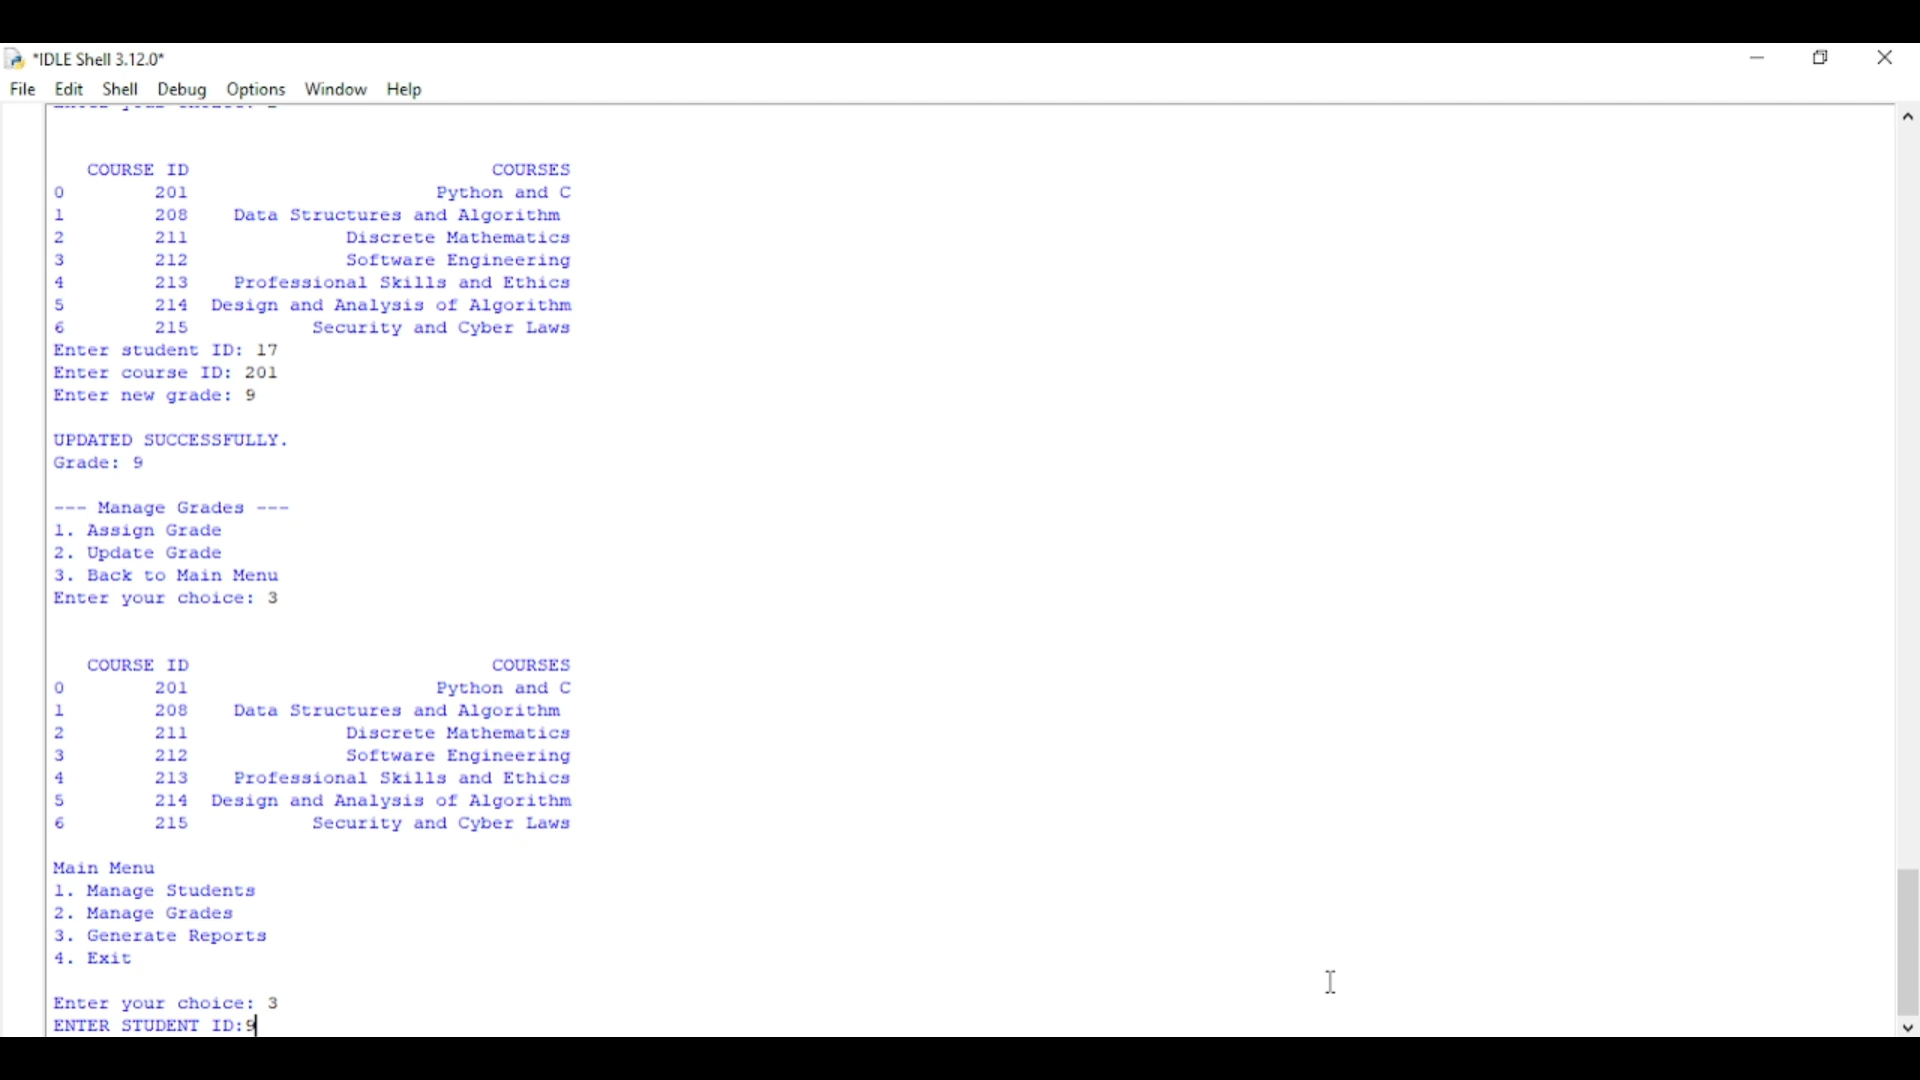 *IDLE Shell 3.12.0*
File Edit Shell Debug Options Window Help
COURSE ID COURSES
0 201 Python and C
1 208 Data Structures and Algorithm
2 211 Discrete Mathematics
3 212 Software Engineering
4 213 Professional Skills and Ethics
5 214 Design and Analysis of Algorithm
6 215 Security and Cyber Laws
Enter student ID: 17
Enter course ID: 201
Enter new grade: 9
UPDATED SUCCESSFULLY.
Grade: 9
--- Manage Grades ---
1. Assign Grade
2. Update Grade
3. Back to Main Menu
Enter your choice: 3
COURSE ID COURSES
0 201 Python and C
1 208 Data Structures and Algorithm
2 211 Discrete Mathematics
3 212 Software Engineering
4 213 Professional Skills and Ethics
5 214 Design and Analysis of Algorithm
6 215 Security and Cyber Laws
Main Menu
1. Manage Students
2. Manage Grades
3. Generate Reports
4. Exit
Enter your choice: 3
ENTER STUDENT ID:9